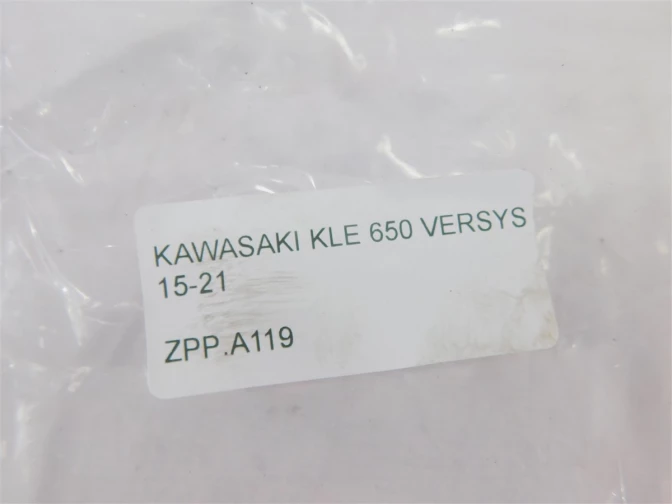 KAWASAKI KLE 650 VERSYS
15-21
ZPP.A119